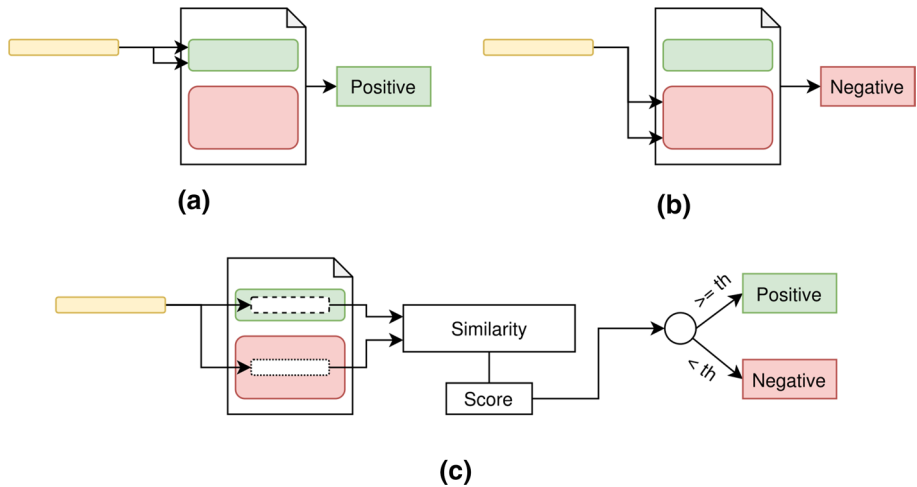 Positive
Negative
(a)
(b)
>= th
Positive
Similarity
< th
Negative
Score
(c)